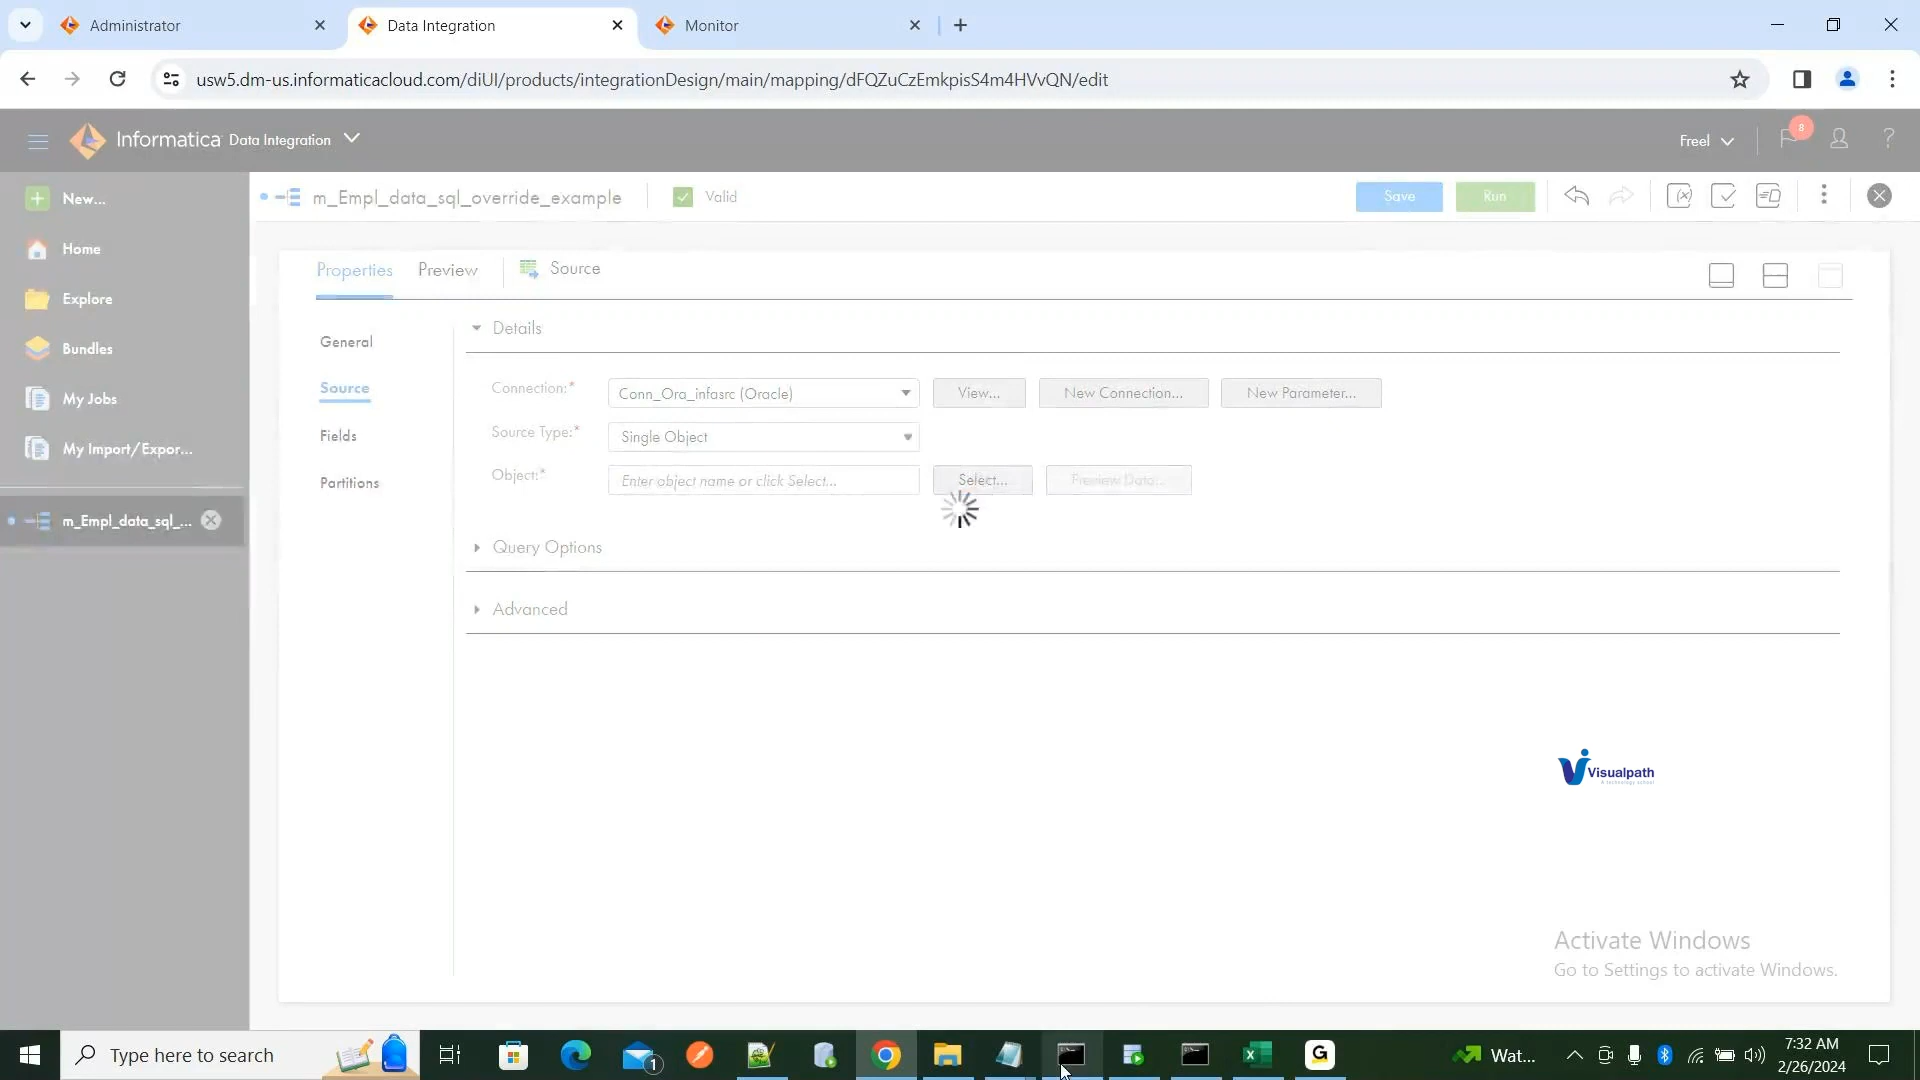 Administrator
Data Integration
Monitor
usw5.dm-us.informaticacloud.com/diUI/products/integrationDesign/main/mapping/dFQZuCzEmkpisS4m4HVvQN/edit
Informatica Data Integration
Freel
8
New...
m_Empl_data_sql_override_example
Valid
Save
Run
Home
Explore
Bundles
My Jobs
My Import/Expor...
m_Empl_data_sql_...
Properties
Preview
Source
General
Source
Fields
Partitions
Details
Connection:*
Conn_Ora_infasrc (Oracle)
View...
New Connection...
New Parameter...
Source Type:*
Single Object
Object:*
Enter object name or click Select...
Select...
Preview Data...
Query Options
Advanced
Visualpath
A technology school
Activate Windows
Go to Settings to activate Windows.
Type here to search
1
G
Wat...
7:32 AM
2/26/2024